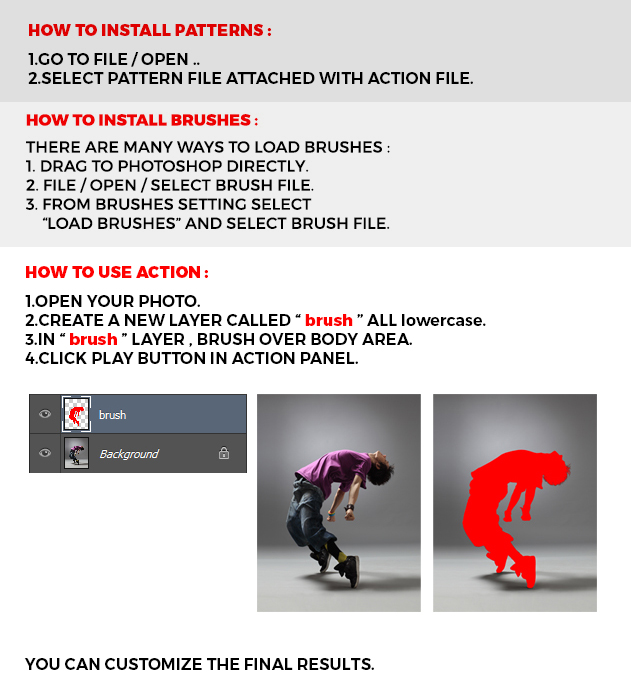 HOW TO INSTALL PATTERNS :
1.GO TO FILE / OPEN ..
2.SELECT PATTERN FILE ATTACHED WITH ACTION FILE.
HOW TO INSTALL BRUSHES :
THERE ARE MANY WAYS TO LOAD BRUSHES :
1. DRAG TO PHOTOSHOP DIRECTLY.
2. FILE / OPEN / SELECT BRUSH FILE.
3. FROM BRUSHES SETTING SELECT
“LOAD BRUSHES” AND SELECT BRUSH FILE.
HOW TO USE ACTION :
1.OPEN YOUR PHOTO.
2.CREATE A NEW LAYER CALLED “ brush ” ALL lowercase.
3.IN “ brush ” LAYER , BRUSH OVER BODY AREA.
4.CLICK PLAY BUTTON IN ACTION PANEL.
brush
Background
YOU CAN CUSTOMIZE THE FINAL RESULTS.